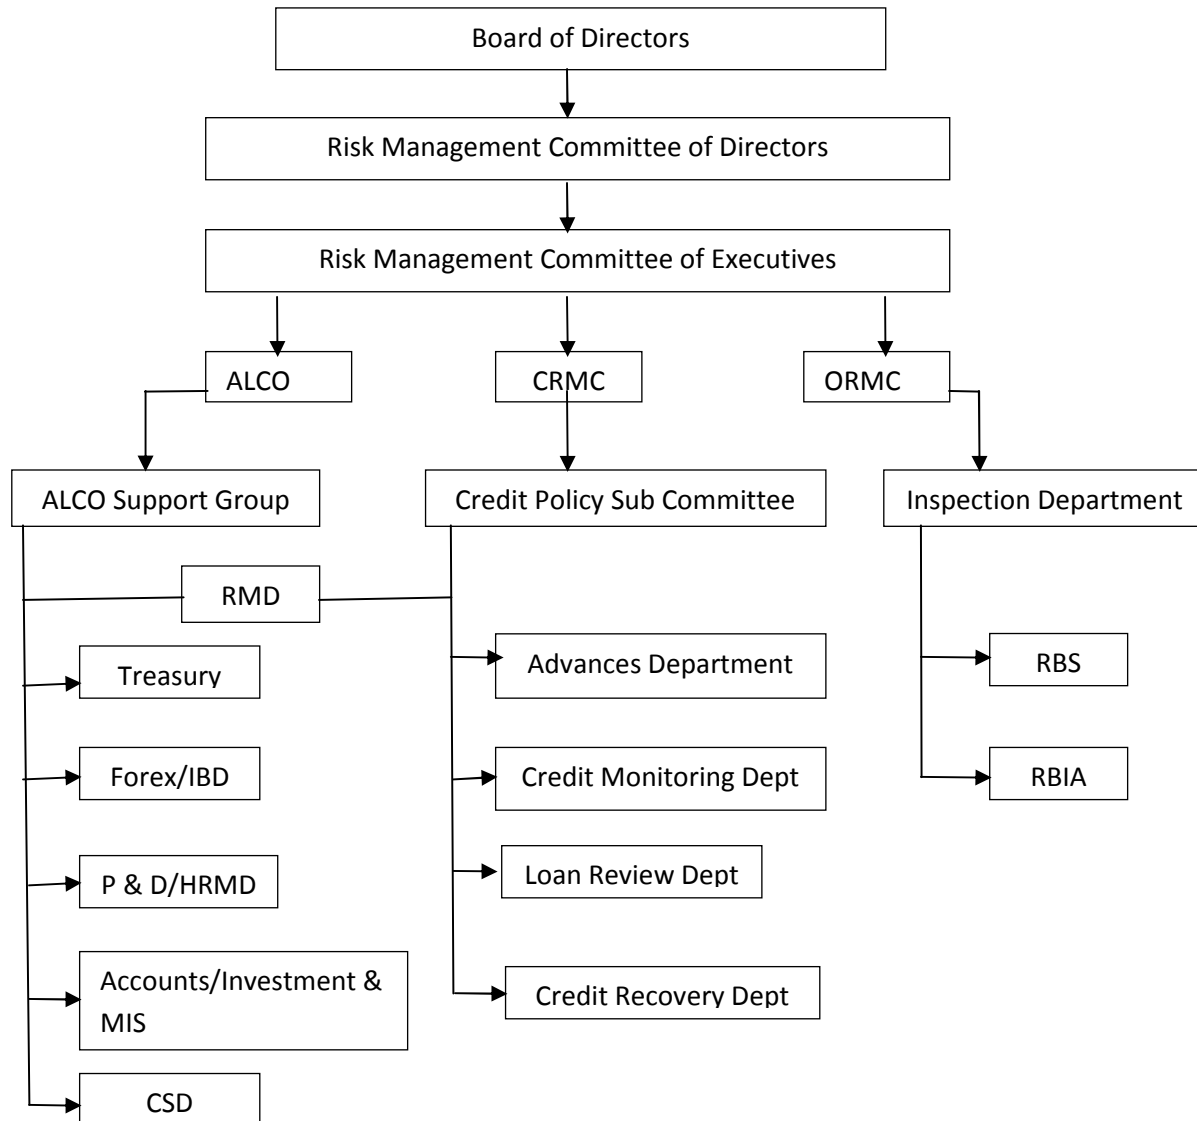 Board of Directors
Risk Management Committee of Directors
Risk Management Committee of Executives
ALCO
CRMC
ORMC
ALCO Support Group
Credit Policy Sub Committee
Inspection Department
RMD
Treasury
Advances Department
RBS
Forex/IBD
Credit Monitoring Dept
RBIA
P & D/HRMD
Loan Review Dept
Accounts/Investment &
MIS
Credit Recovery Dept
CSD